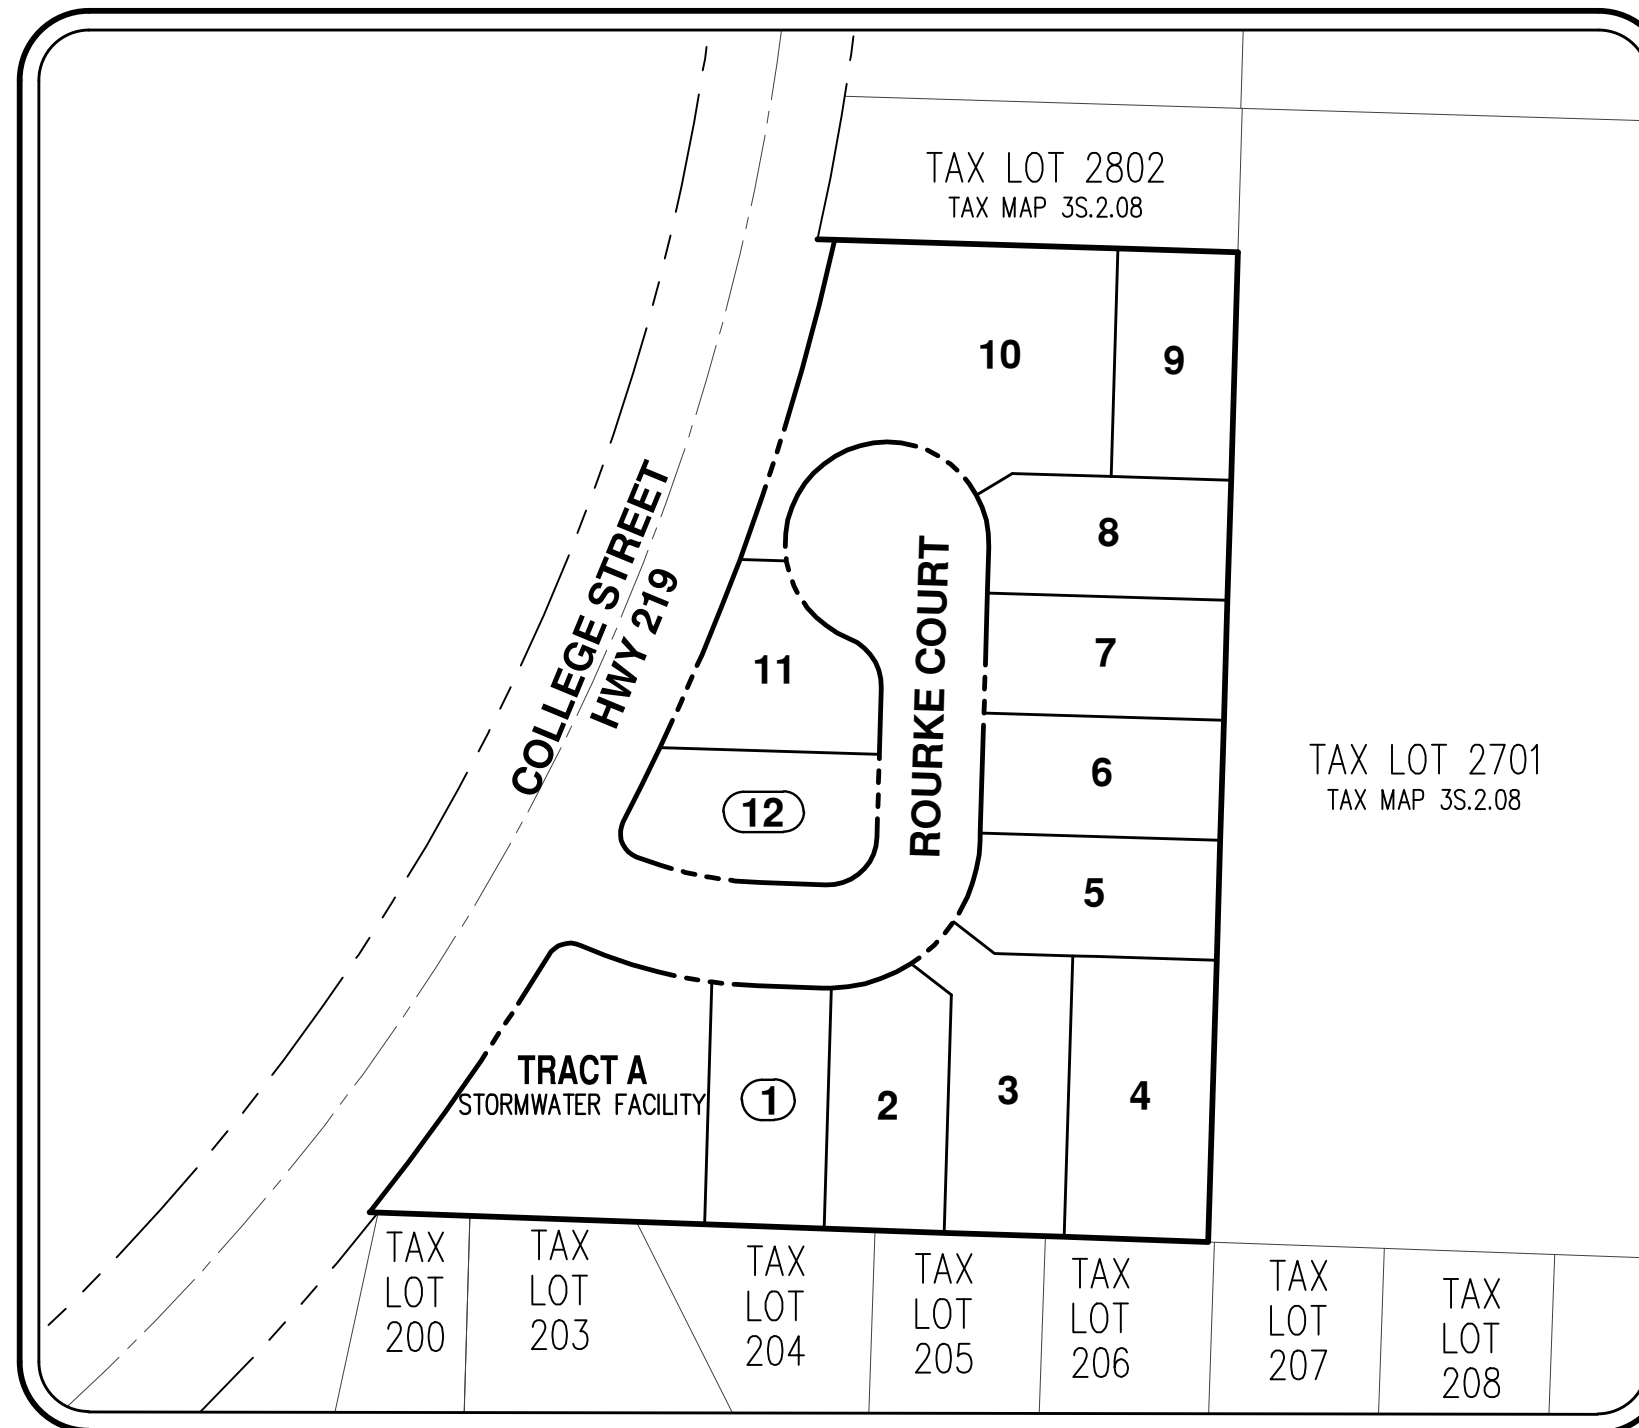 TAX LOT 2802
TAX MAP 3S.2.08
10
9
8
COLLEGE STREET
HWY 219
ROURKE COURT
7
11
6
TAX LOT 2701
TAX MAP 3S.2.08
12
5
TRACT A
STORMWATER FACILITY
1
2
3
4
TAX
LOT
200
TAX
LOT
203
TAX
LOT
204
TAX
LOT
205
TAX
LOT
206
TAX
LOT
207
TAX
LOT
208